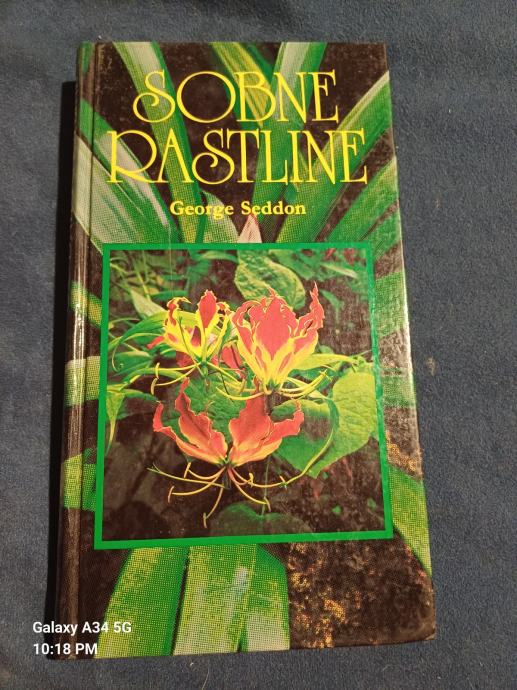 SOBNE
RASTLINE
George Seddon
Galaxy A34 5G
10:18 PM